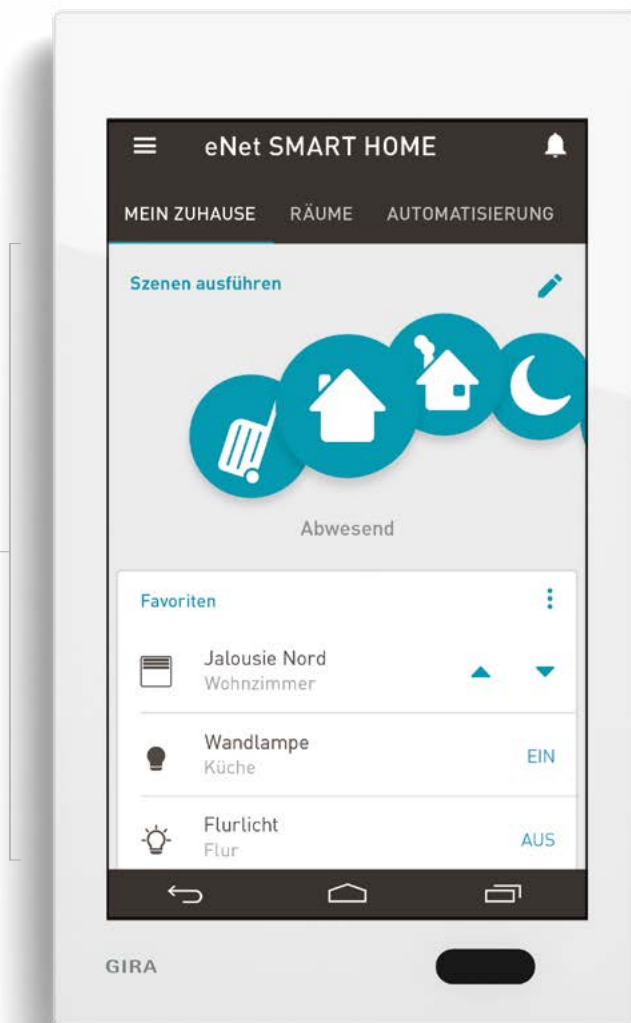 eNet SMART HOME
MEIN ZUHAUSE RÄUME AUTOMATISIERUNG
Szenen ausführen
Abwesend
Favoriten
Jalousie Nord
Wohnzimmer
Wandlampe
Küche
EIN
Flurlicht
Flur
AUS
GIRA